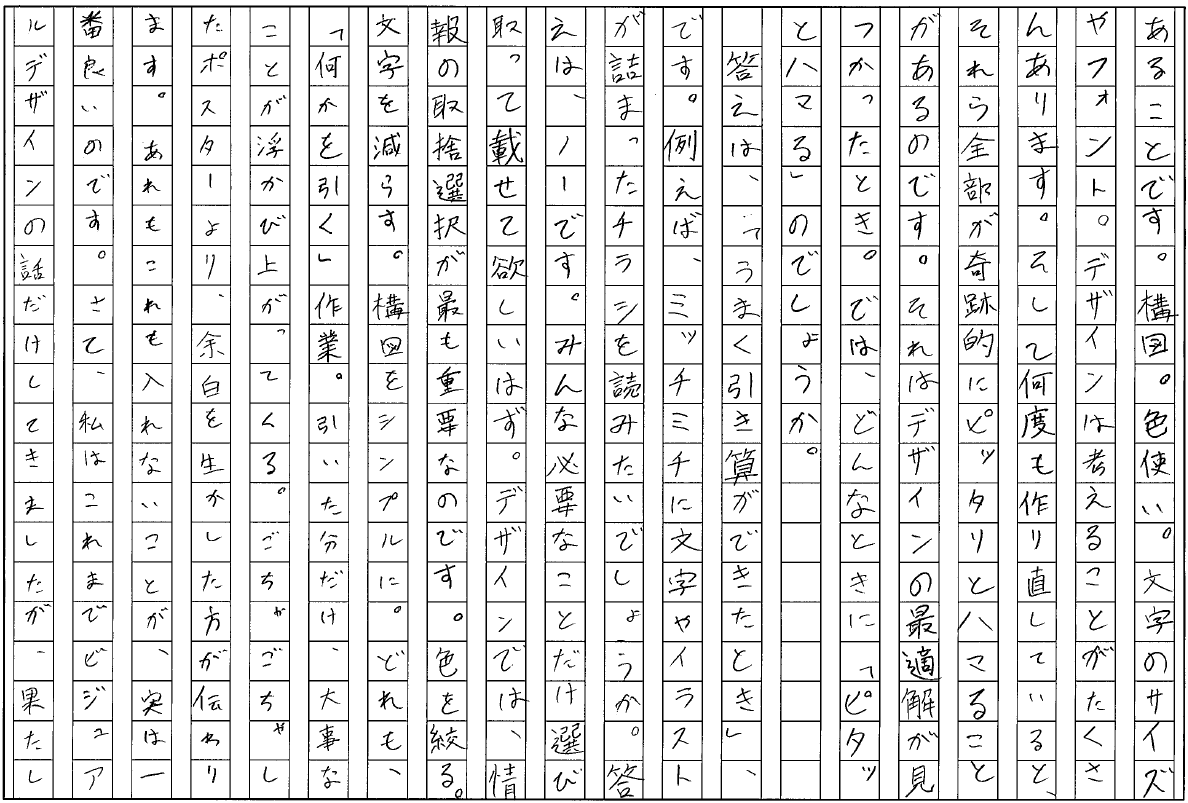 あることです。構図。色使い。文字のサイズ
やフォント。デザインは考えることがたくさ
んあります。そして何度も作り直していると、
それら全部が奇跡的にピッタリとハマること
があるのです。それはデザインの最適解が見
つかったとき。では、どんなときに「ピタッ
とハマる」のでしょうか。
答えは、「うまく引き算ができたとき」、
です。例えば、ミッチミチに文字やイラスト
が詰まったチラシを読みたいでしょうか。答
えは、ノーです。みんな必要なことだけ選び
取って載せて欲しいはず。デザインでは、情
報の取捨選択が最も重要なのです。色を絞る。
文字を減らす。構図をシンプルに。どれも、
「何かを引く」作業。引いた分だけ、大事な
ことが浮かび上がってくる。ごちゃごちゃし
たポスターより、余白を生かした方が伝わり
ます。あれもこれも入れないことが、実は一
番良いのです。さて、私はこれまでビジュア
ルデザインの話だけしてきましたが、果たし